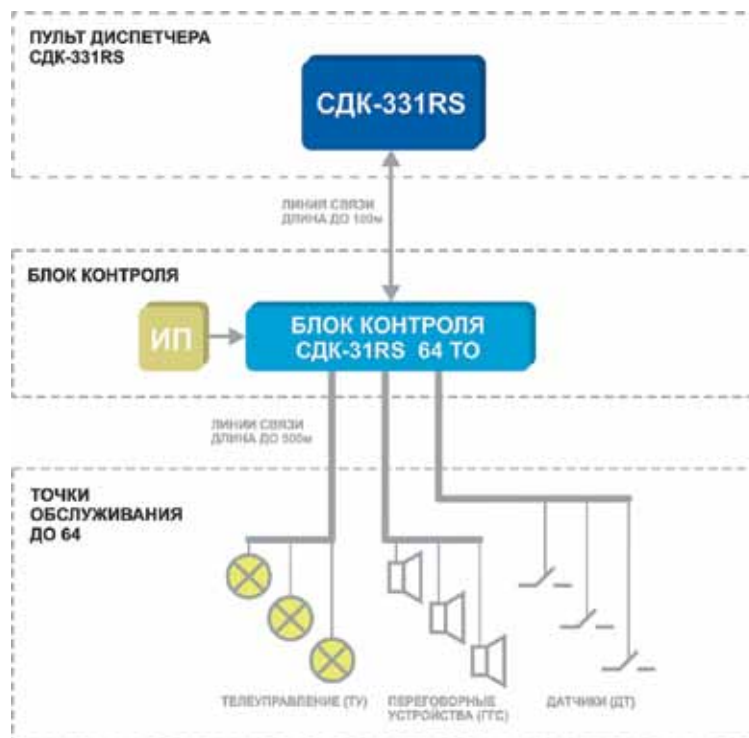 ПУЛЬТ ДИСПЕТЧЕРА
СДК-331RS
СДК-331RS
ЛИНИЯ СВЯЗИ
ДЛИНА ДО 100м
БЛОК КОНТРОЛЯ
ИП
БЛОК КОНТРОЛЯ
СДК-31RS 64 ТО
ЛИНИИ СВЯЗИ
ДЛИНА ДО 500м
ТОЧКИ
ОБСЛУЖИВАНИЯ
ДО 64
ТЕЛЕУПРАВЛЕНИЕ (ТУ)
ПЕРЕГОВОРНЫЕ
УСТРОЙСТВА (ГГС)
ДАТЧИКИ (ДТ)